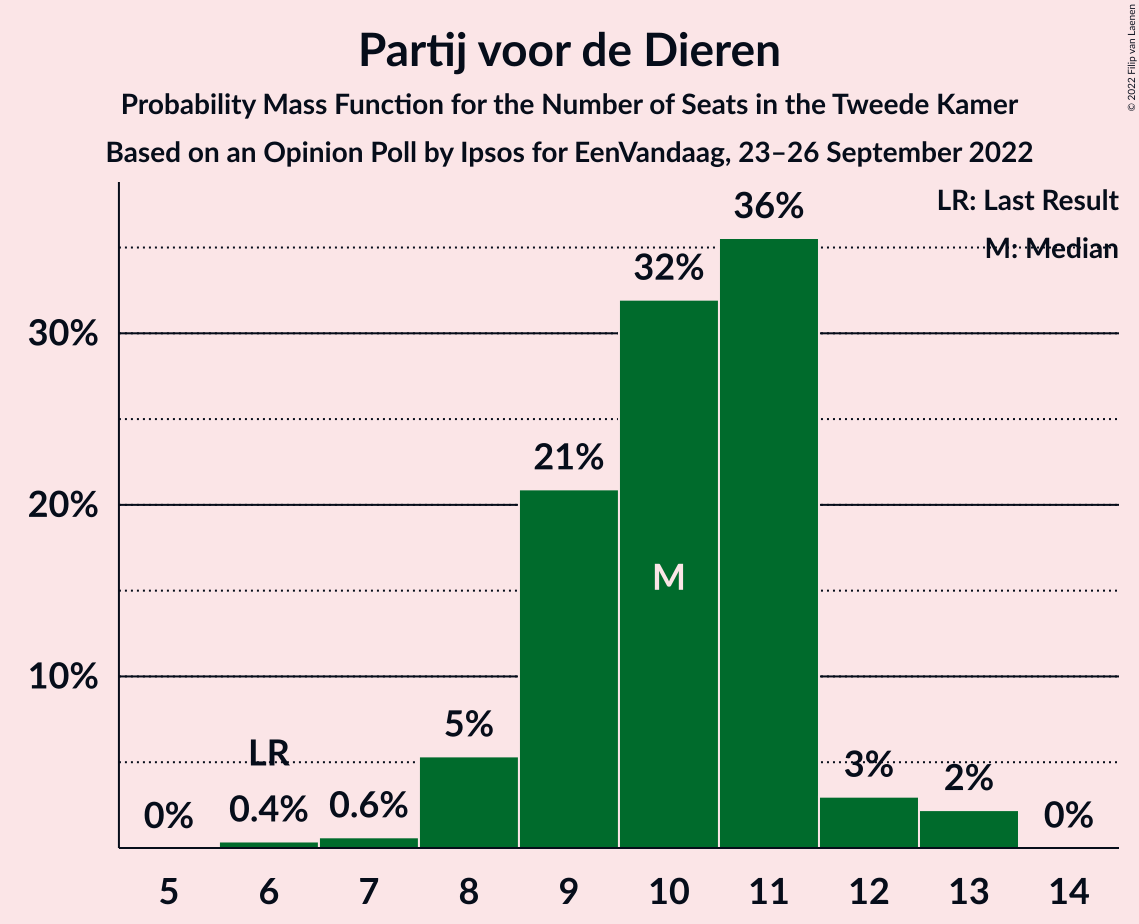 Partij voor de Dieren
Probability Mass Function for the Number of Seats in the Tweede Kamer
Based on an Opinion Poll by Ipsos for EenVandaag, 23–26 September 2022
© 2022 Filip van Laenen
LR: Last Result
M: Median
36%
32%
30%
21%
20%
M
10%
5%
LR
3%
2%
0%
0.4%
0.6%
0%
5 6 7 8 9 10 11 12 13 14